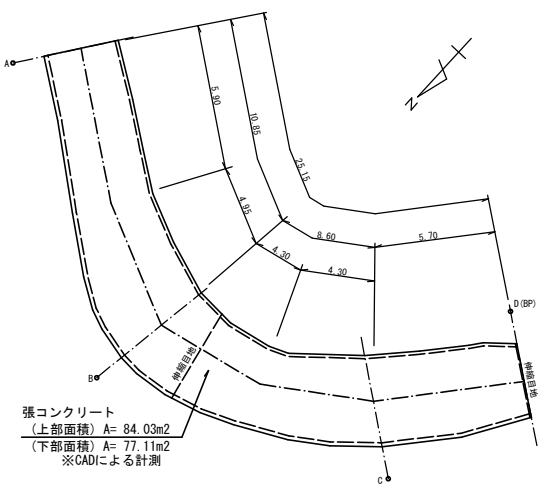 A
5.90
10.85
25.15
N
4.95
8.60
5.70
4.30
4.30
D(BP)
B
伸縮目地
伸縮目地
張コンクリート
(上部面積) A= 84.03m2
(下部面積) A= 77.11m2
※CADによる計測
C